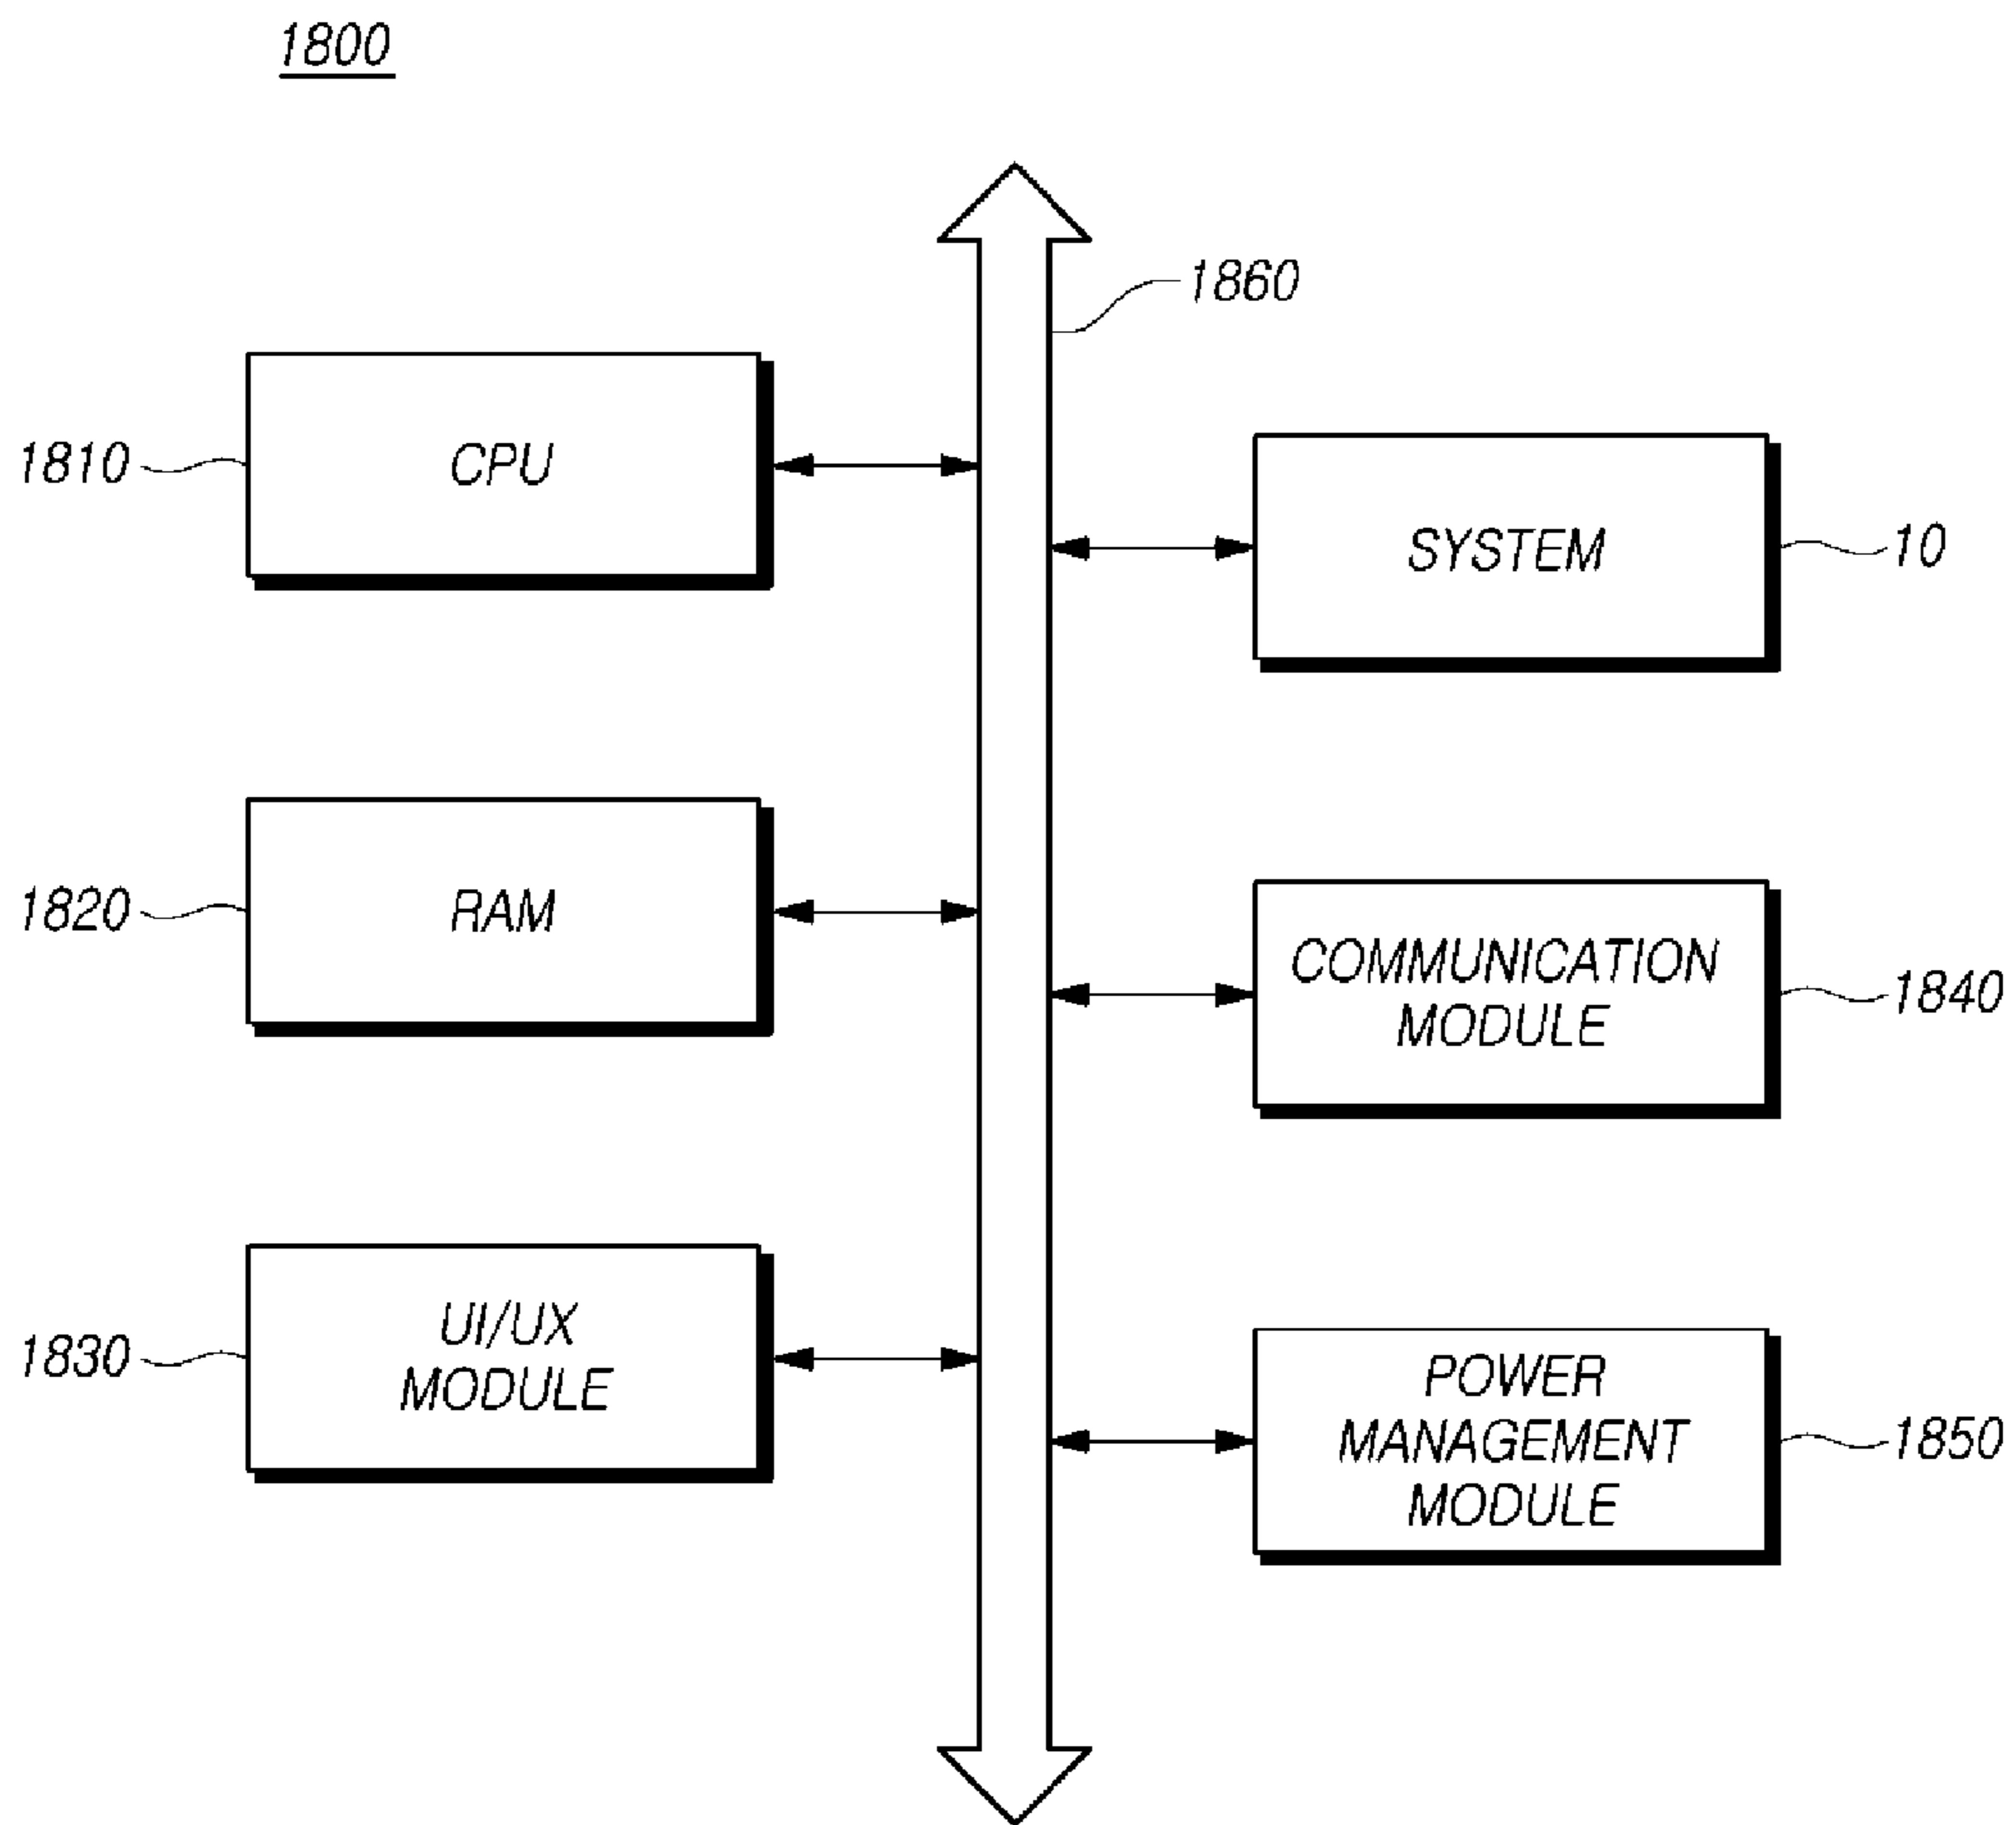 1800
1860
1810
CPU
SYSTEM
10
1820
RAM
COMMUNICATION
MODULE
1840
1830
UI/UX
MODULE
POWER
MANAGEMENT
MODULE
1850